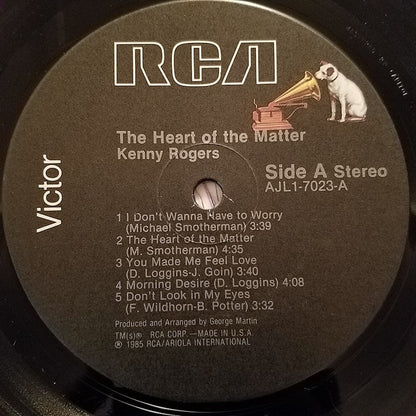 RCA
The Heart of the Matter
Kenny Rogers
Side A Stereo
AJL1-7023-A
Victor
1 I Don't Wanna Have to Worry
(Michael Smotherman) 3:39
2 The Heart of the Matter
(M. Smotherman) 4:35
3 You Made Me Feel Love
(D. Loggins-J. Goin) 3:40
4 Morning Desire (D. Loggins) 4:08
5 Don't Look in My Eyes
(F. Wildhorn-B. Potter) 3:32
Produced and Arranged by George Martin
TM(s)® RCA CORP.—MADE IN U.S.A.
℗ 1985 RCA/ARIOLA INTERNATIONAL